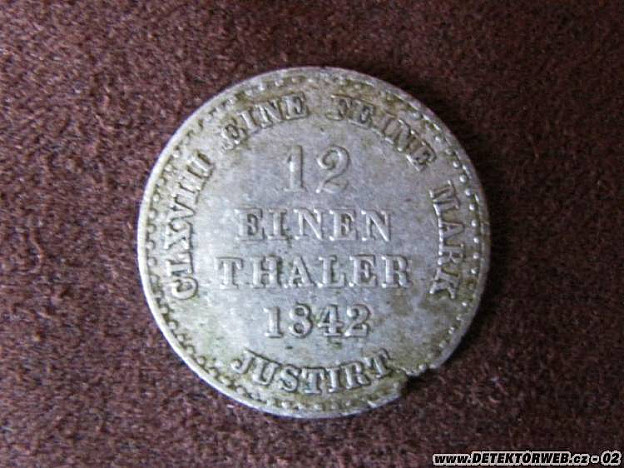 CLXVIII EINE FEINE MARK
12
EINEN
THALER
1842
JUSTIRT
www.DETEKTORWEB.cz - 02